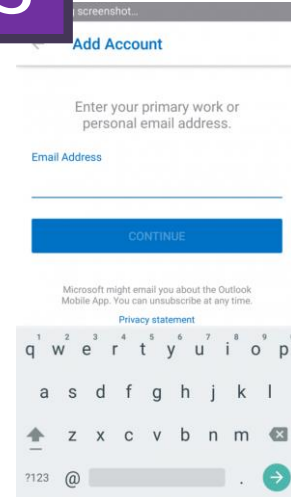 screenshot...
Add Account
Enter your primary work or
personal email address.
Email Address
CONTINUE
Microsoft might email you about the Outlook
Mobile App. You can unsubscribe at any time.
Privacy statement
1 2 3 4 5 6 7 8 9
q w e r t y u i o p
a s d f g h j k l
z x c v b n m
?123 @ .